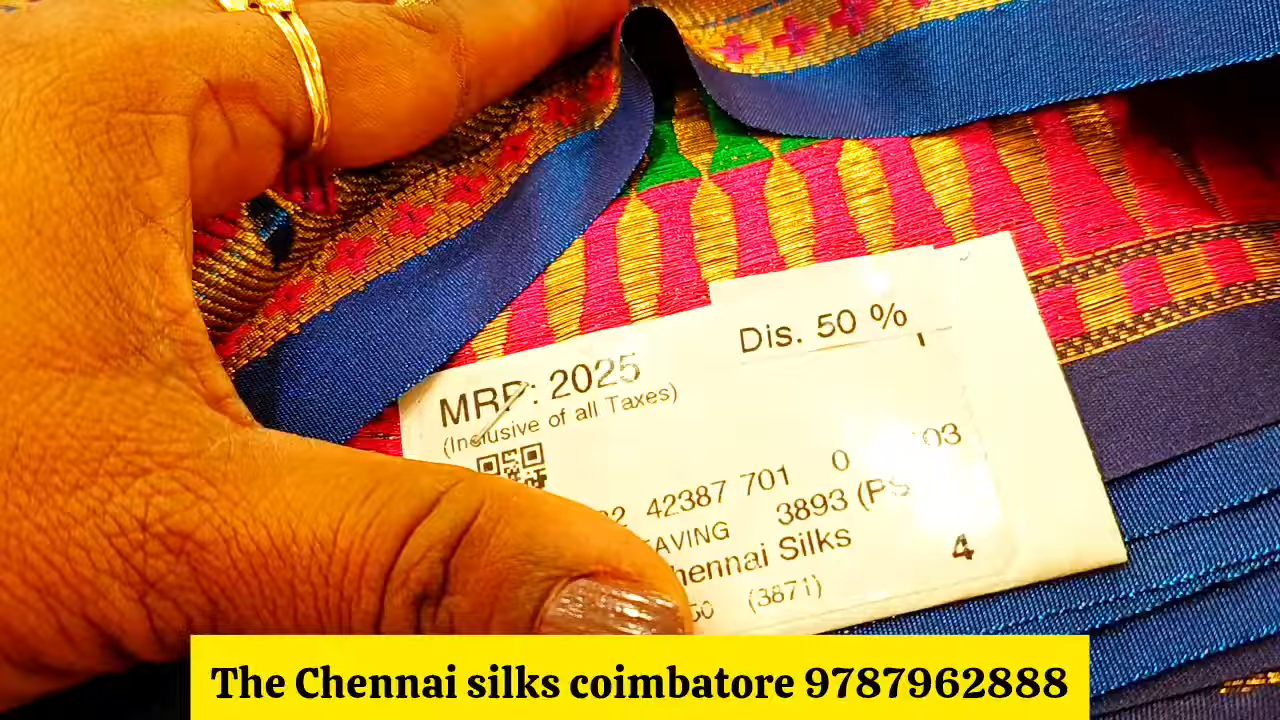 Dis. 50 %
MRP: 2025
(Inclusive of all Taxes)
42387 701 0 03
3893
Silks
4
(3871)
The Chennai silks coimbatore 9787962888